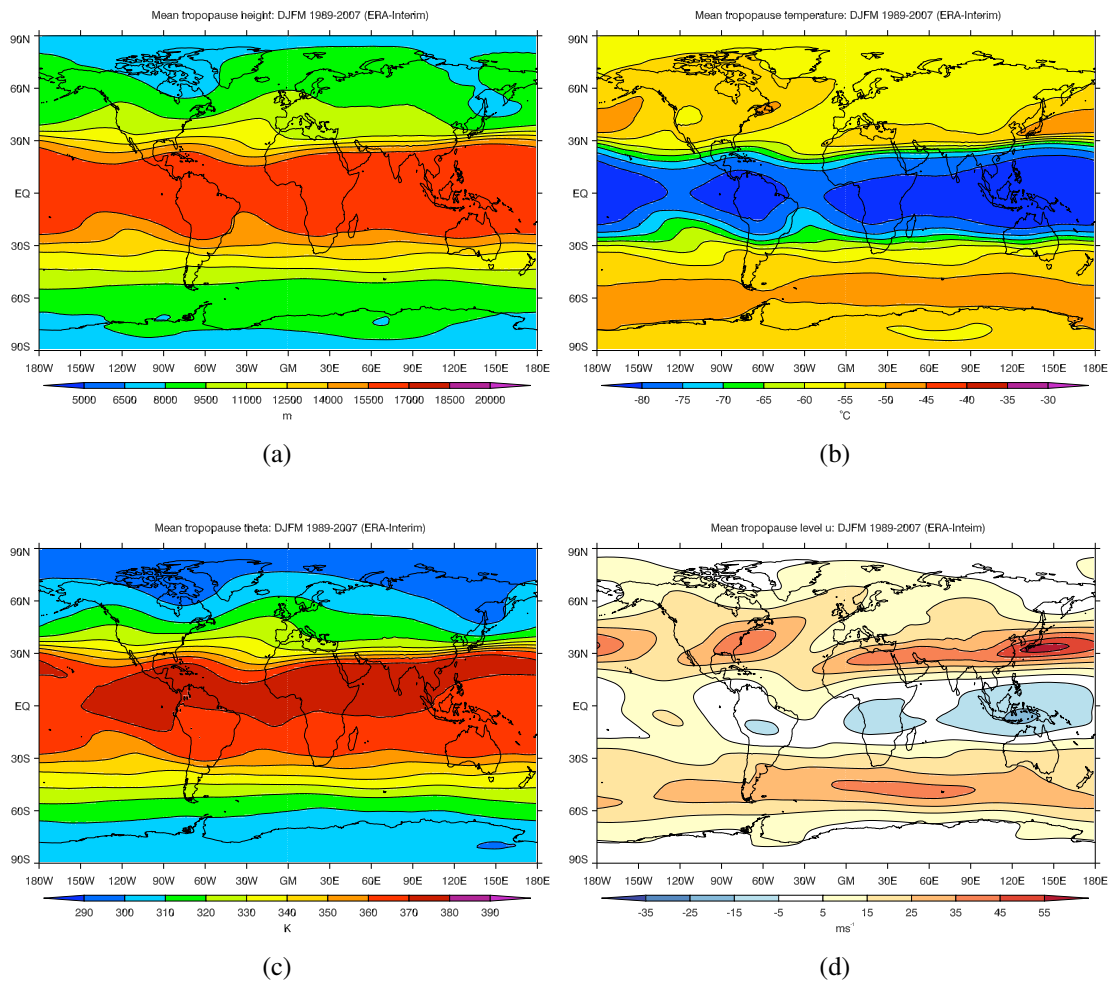 Mean tropopause height: DJFM 1989-2007 (ERA-Interim)
90N
60N
30N
EQ
30S
60S
90S
180W 150W 120W 90W 60W 30W GM 30E 60E 90E 120E 150E 180E
5000 6500 8000 9500 11000 12500 14000 15500 17000 18500 20000
m
(a)
Mean tropopause temperature: DJFM 1989-2007 (ERA-Interim)
90N
60N
30N
EQ
30S
60S
90S
180W 150W 120W 90W 60W 30W GM 30E 60E 90E 120E 150E 180E
-80 -75 -70 -65 -60 -55 -50 -45 -40 -35 -30
°C
(b)
Mean tropopause theta: DJFM 1989-2007 (ERA-Interim)
90N
60N
30N
EQ
30S
60S
90S
180W 150W 120W 90W 60W 30W GM 30E 60E 90E 120E 150E 180E
290 300 310 320 330 340 350 360 370 380 390
K
(c)
Mean tropopause level u: DJFM 1989-2007 (ERA-Inteim)
90N
60N
30N
EQ
30S
60S
90S
180W 150W 120W 90W 60W 30W GM 30E 60E 90E 120E 150E 180E
-35 -25 -15 -5 5 15 25 35 45 55
ms⁻¹
(d)